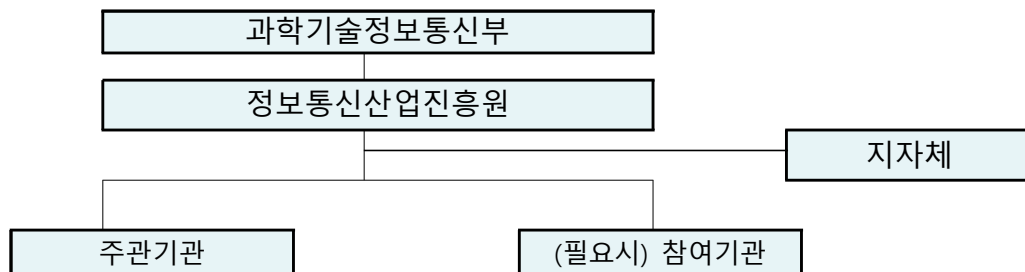 과학기술정보통신부
정보통신산업진흥원
지자체
주관기관
(필요시) 참여기관